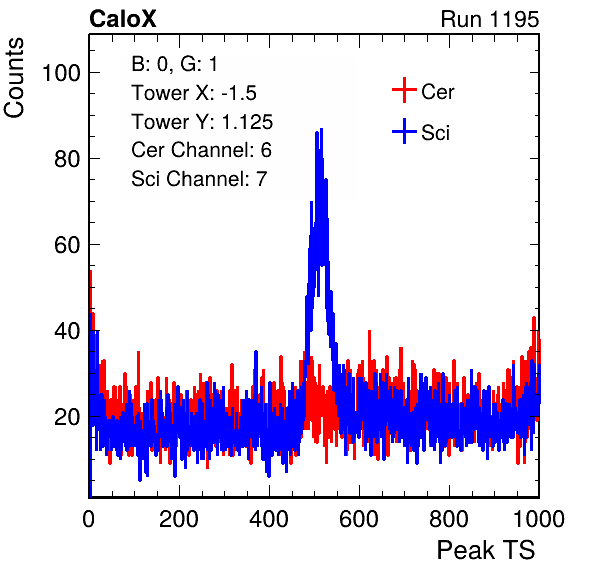 CaloX Run 1195
B: 0, G: 1
Tower X: -1.5
Tower Y: 1.125
Cer Channel: 6
Sci Channel: 7
Cer
Sci
Counts
100
80
60
40
20
0 200 400 600 800 1000
Peak TS